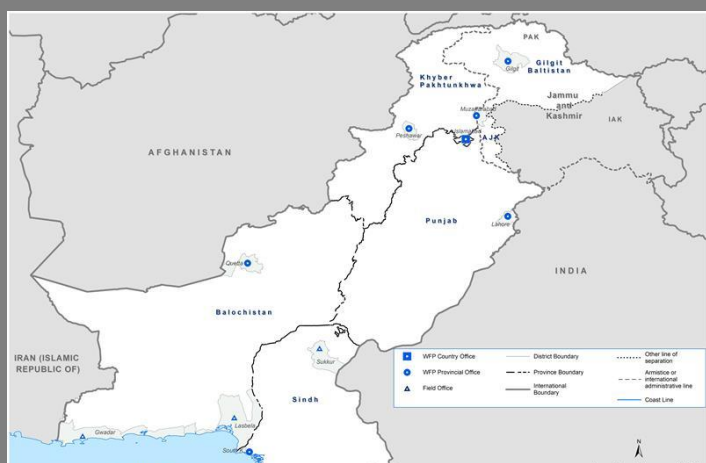 PAK
Gilgit
Baltistan
Gilgit
Khyber
Pakhtunkhwa
Jammu
and
Kashmir
IAK
Muzaffarabad
Peshawar
Islamabad
AJK
AFGHANISTAN
Punjab
Lahore
Quetta
INDIA
Balochistan
IRAN (ISLAMIC
REPUBLIC OF)
Sukkur
Sindh
Gwadar
Lasbela
South
WFP Country Office
WFP Provincial Office
Field Office
District Boundary
Province Boundary
International
Boundary
Other line of
separation
Armistice or
international
administrative line
Coast Line
N